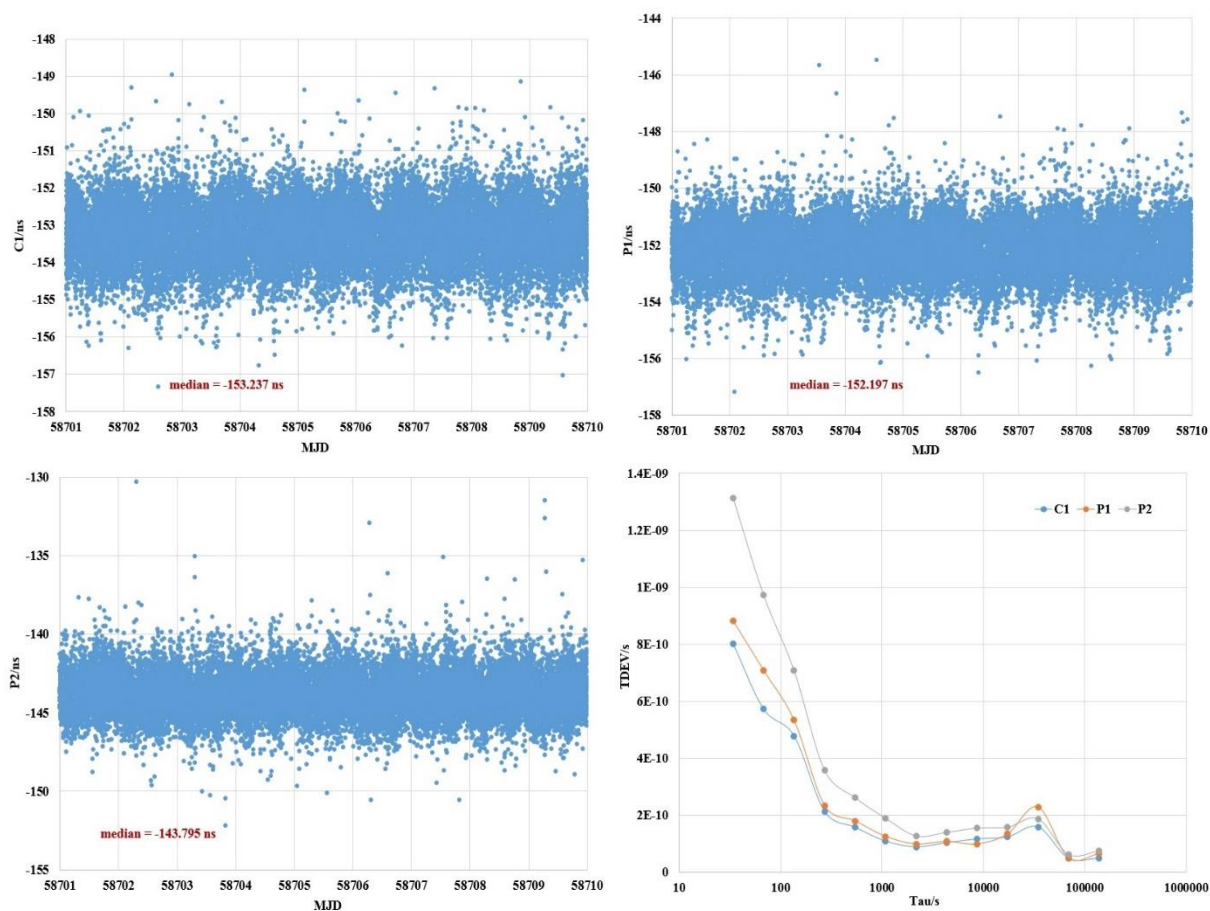 -148
-149
-150
-151
-152
-153
-154
-155
-156
-157
-158
C1/ns
median = -153.237 ns
58701 58702 58703 58704 58705 58706 58707 58708 58709 58710
MJD
-144
-146
-148
-150
-152
-154
-156
-158
P1/ns
median = -152.197 ns
58701 58702 58703 58704 58705 58706 58707 58708 58709 58710
MJD
-130
-135
-140
-145
-150
-155
P2/ns
median = -143.795 ns
58701 58702 58703 58704 58705 58706 58707 58708 58709 58710
MJD
1.4E-09
1.2E-09
1E-09
8E-10
6E-10
4E-10
2E-10
0
TDEV/s
C1 P1 P2
10 100 1000 10000 100000 1000000
Tau/s